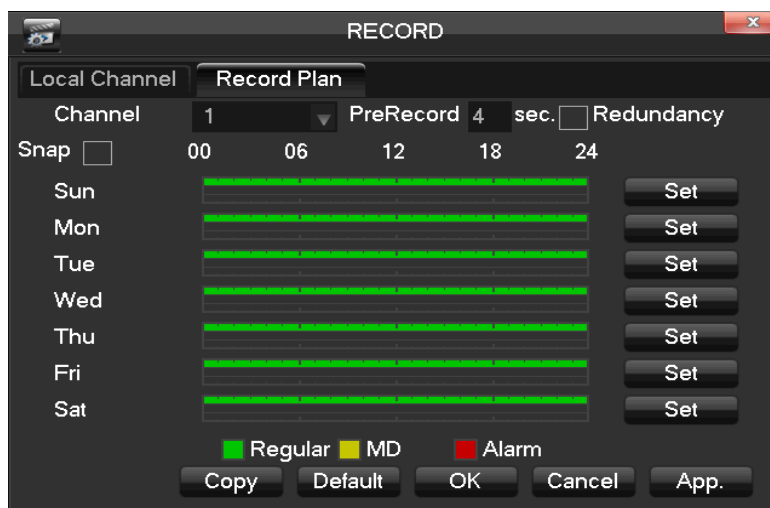 RECORD
Local Channel Record Plan
Channel 1 PreRecord 4 sec. Redundancy
Snap 00 06 12 18 24
Sun Set
Mon Set
Tue Set
Wed Set
Thu Set
Fri Set
Sat Set
Regular MD Alarm
Copy Default OK Cancel App.